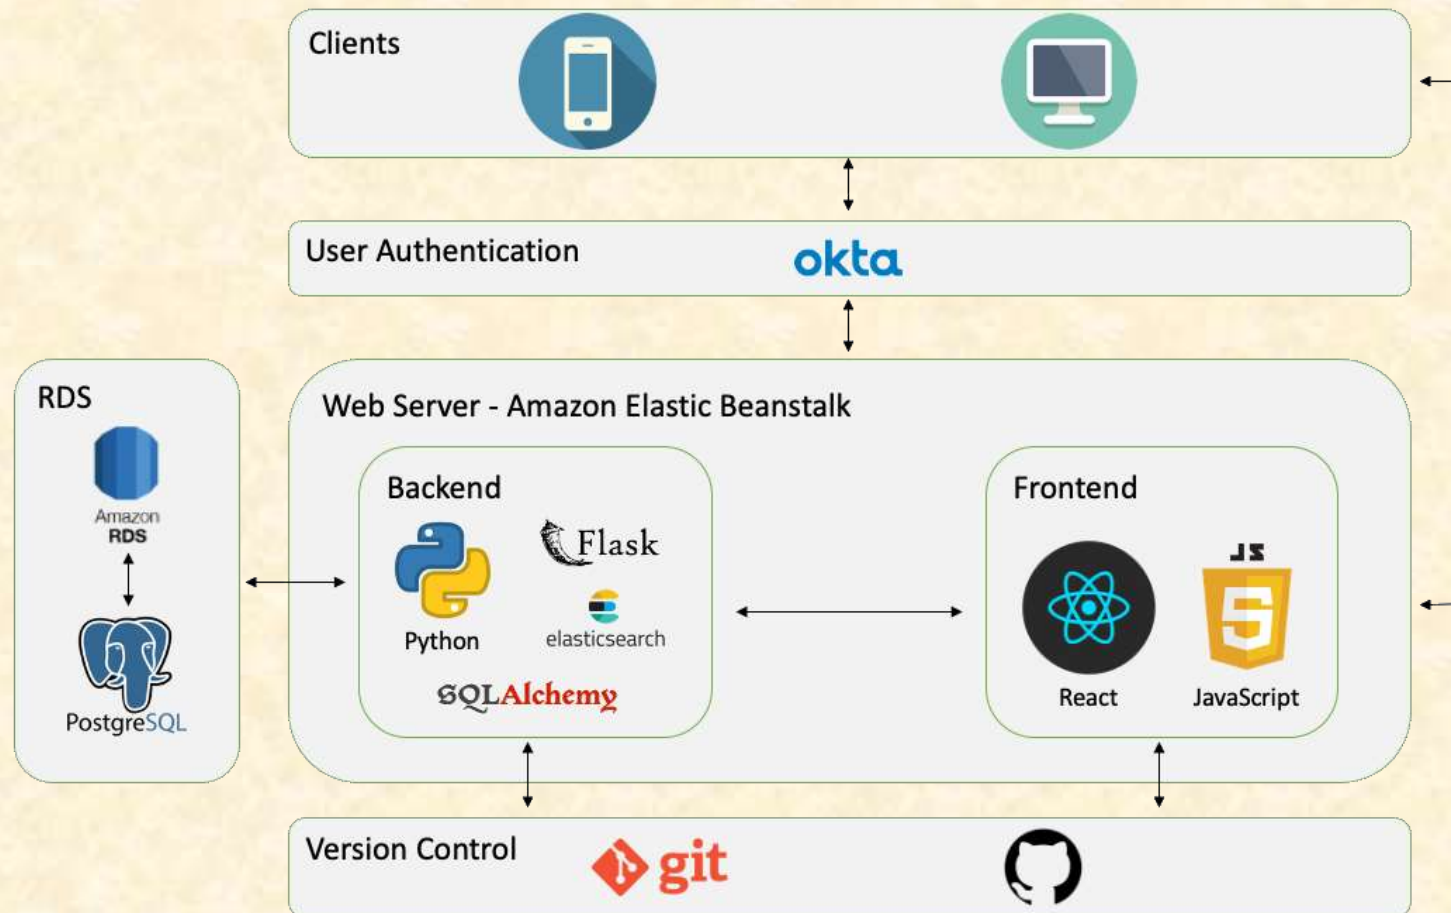 Clients
User Authentication
okta
RDS
Amazon
RDS
PostgreSQL
Web Server - Amazon Elastic Beanstalk
Backend
Flask
Python
elasticsearch
SQLAlchemy
Frontend
JS
5
React
JavaScript
Version Control
git